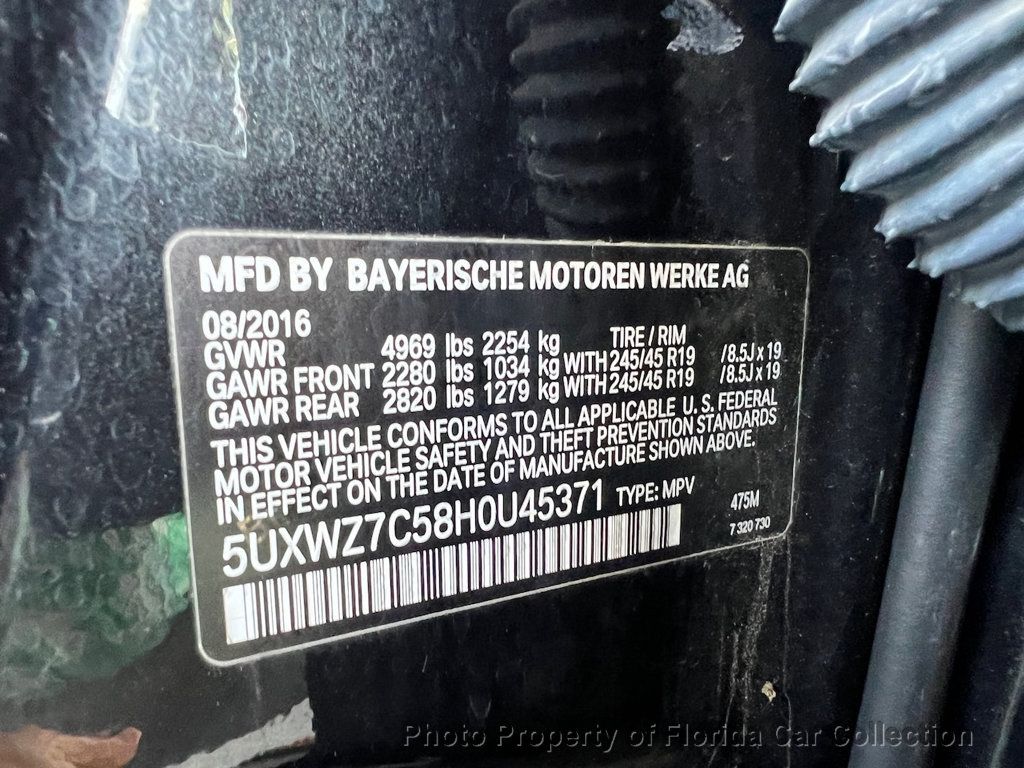 MFD BY BAYERISCHE MOTOREN WERKE AG
08/2016 TIRE / RIM
GVWR 4969 lbs 2254 kg
GAWR FRONT 2280 lbs 1034 kg WITH 245/45 R19 /8.5J x 19
GAWR REAR 2820 lbs 1279 kg WITH 245/45 R19 /8.5J x 19
THIS VEHICLE CONFORMS TO ALL APPLICABLE U. S. FEDERAL
MOTOR VEHICLE SAFETY AND THEFT PREVENTION STANDARDS
IN EFFECT ON THE DATE OF MANUFACTURE SHOWN ABOVE.
5UXWZ7C58H0U45371 TYPE: MPV 475M
7 320 730
Photo Property of Florida Car Collection